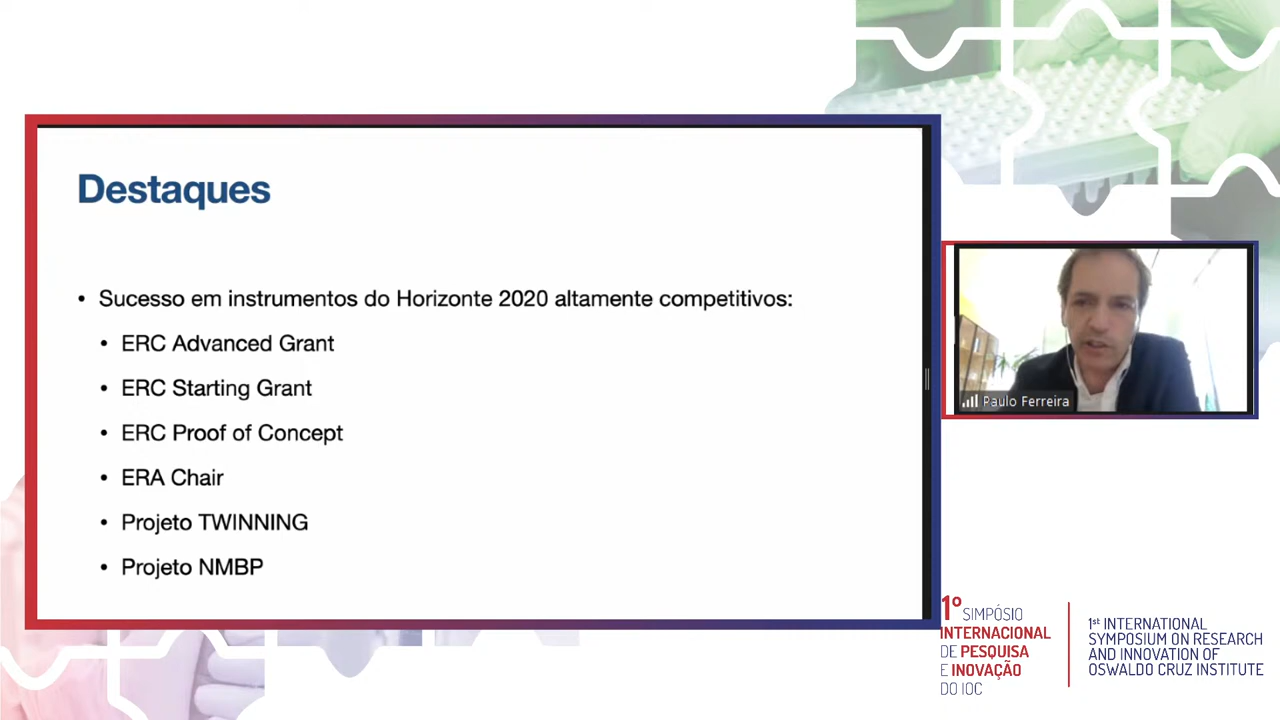 Destaques
• Sucesso em instrumentos do Horizonte 2020 altamente competitivos:
• ERC Advanced Grant
• ERC Starting Grant
• ERC Proof of Concept
• ERA Chair
• Projeto TWINNING
• Projeto NMBP
Paulo Ferreira
1º SIMPÓSIO
INTERNACIONAL
DE PESQUISA
E INOVAÇÃO
DO IOC
1st INTERNATIONAL
SYMPOSIUM ON RESEARCH
AND INNOVATION OF
OSWALDO CRUZ INSTITUTE